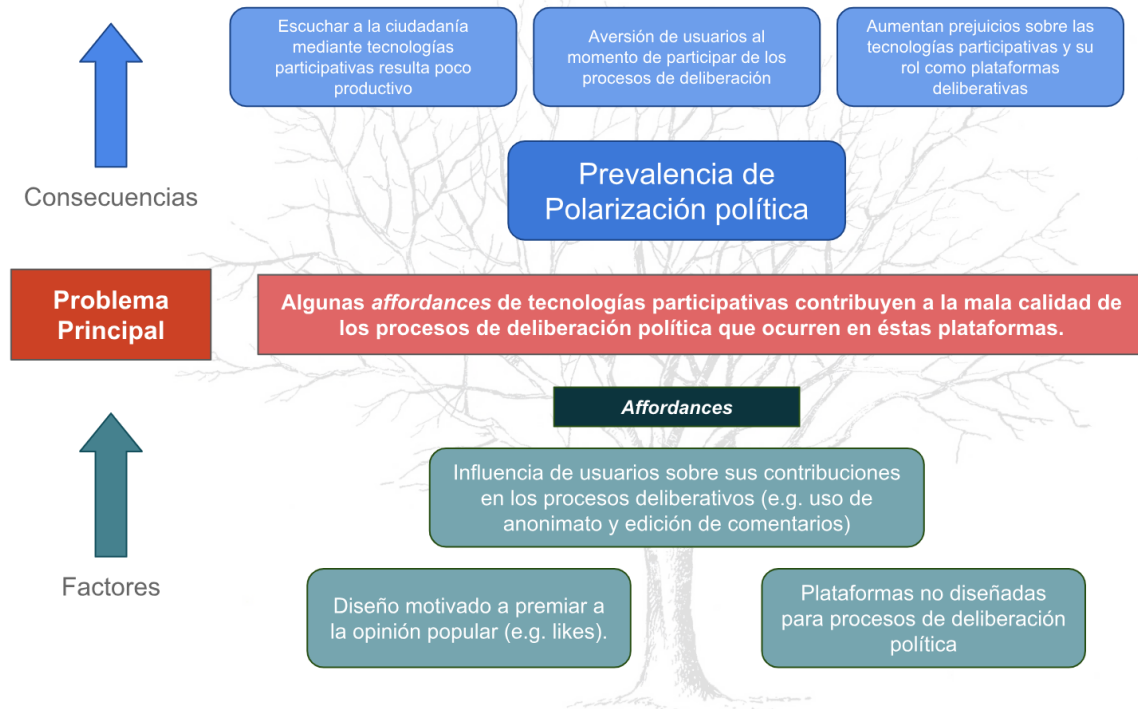 Escuchar a la ciudadanía
mediante tecnologías
participativas resulta poco
productivo
Aversión de usuarios al
momento de participar de los
procesos de deliberación
Aumentan prejuicios sobre las
tecnologías participativas y su
rol como plataformas
deliberativas
Consecuencias
Prevalencia de
Polarización política
Problema
Principal
Algunas affordances de tecnologías participativas contribuyen a la mala calidad de
los procesos de deliberación política que ocurren en éstas plataformas.
Affordances
Influencia de usuarios sobre sus contribuciones
en los procesos deliberativos (e.g. uso de
anonimato y edición de comentarios)
Factores
Diseño motivado a premiar a
la opinión popular (e.g. likes).
Plataformas no diseñadas
para procesos de deliberación
política